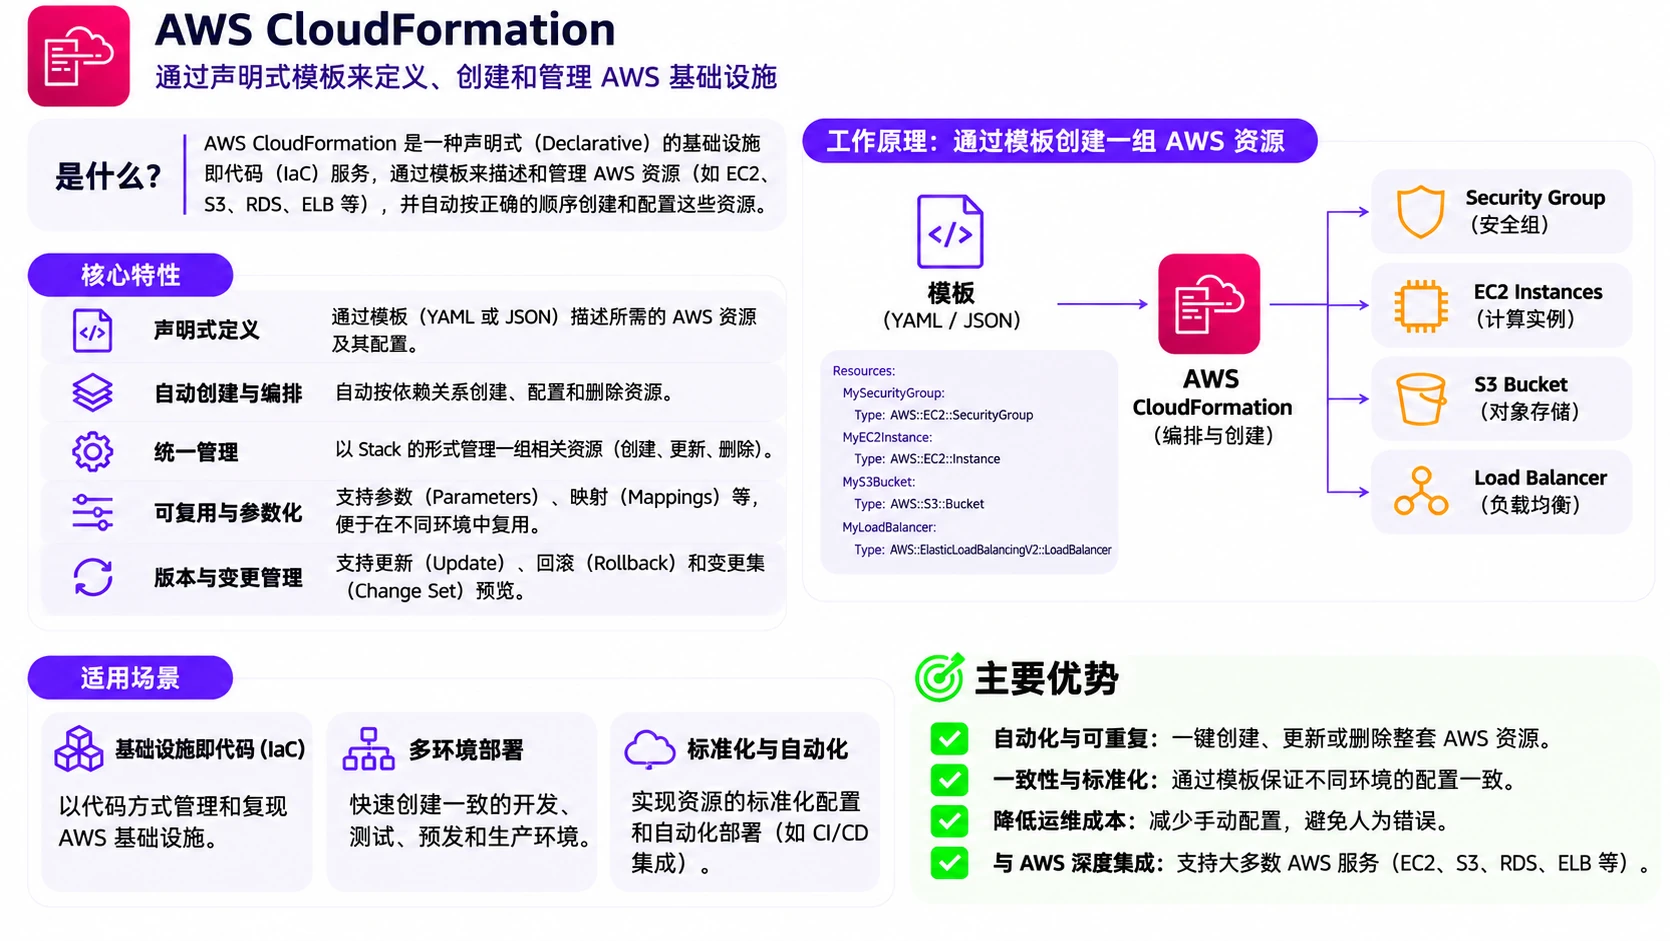 AWS CloudFormation
通过声明式模板来定义、创建和管理 AWS 基础设施
是什么？
AWS CloudFormation 是一种声明式（Declarative）的基础设施
即代码（IaC）服务，通过模板来描述和管理 AWS 资源（如 EC2、
S3、RDS、ELB 等），并自动按正确的顺序创建和配置这些资源。
核心特性
声明式定义
通过模板（YAML 或 JSON）描述所需的 AWS 资源
及其配置。
自动创建与编排
自动按依赖关系创建、配置和删除资源。
统一管理
以 Stack 的形式管理一组相关资源（创建、更新、删除）。
可复用与参数化
支持参数（Parameters）、映射（Mappings）等，
便于在不同环境中复用。
版本与变更管理
支持更新（Update）、回滚（Rollback）和变更集
（Change Set）预览。
工作原理：通过模板创建一组 AWS 资源
模板
（YAML / JSON）
Resources:
MySecurityGroup:
Type: AWS::EC2::SecurityGroup
MyEC2Instance:
Type: AWS::EC2::Instance
MyS3Bucket:
Type: AWS::S3::Bucket
MyLoadBalancer:
Type: AWS::ElasticLoadBalancingV2::LoadBalancer
AWS
CloudFormation
（编排与创建）
Security Group
（安全组）
EC2 Instances
（计算实例）
S3 Bucket
（对象存储）
Load Balancer
（负载均衡）
适用场景
基础设施即代码 (IaC)
以代码方式管理和复现
AWS 基础设施。
多环境部署
快速创建一致的开发、
测试、预发和生产环境。
标准化与自动化
实现资源的标准化配置
和自动化部署（如 CI/CD
集成）。
主要优势
自动化与可重复：一键创建、更新或删除整套 AWS 资源。
一致性与标准化：通过模板保证不同环境的配置一致。
降低运维成本：减少手动配置，避免人为错误。
与 AWS 深度集成：支持大多数 AWS 服务（EC2、S3、RDS、ELB 等）。